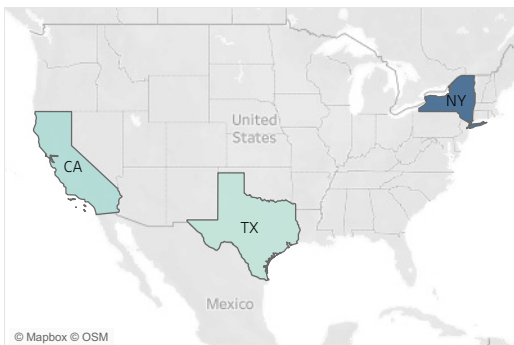 NY
United
States
CA
TX
Mexico
© Mapbox © OSM